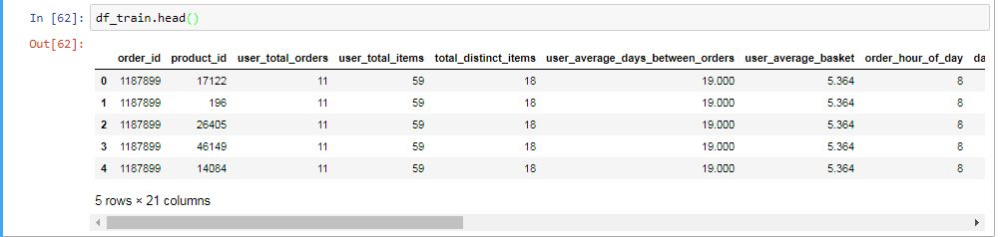 In [62]: df_train.head()
Out[62]:
order_id product_id user_total_orders user_total_items total_distinct_items user_average_days_between_orders user_average_basket order_hour_of_day da
0 1187899 17122 11 59 18 19.000 5.364 8
1 1187899 196 11 59 18 19.000 5.364 8
2 1187899 26405 11 59 18 19.000 5.364 8
3 1187899 46149 11 59 18 19.000 5.364 8
4 1187899 14084 11 59 18 19.000 5.364 8
5 rows × 21 columns